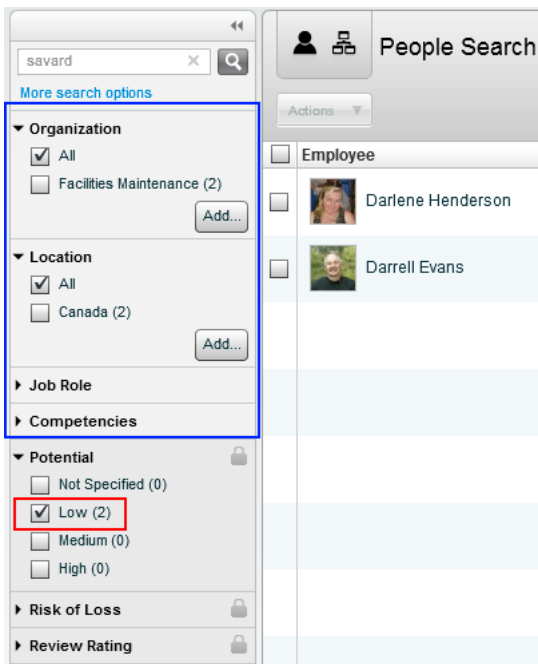 savard
More search options
Organization
All
Facilities Maintenance (2)
Add...
Location
All
Canada (2)
Add...
Job Role
Competencies
Potential
Not Specified (0)
Low (2)
Medium (0)
High (0)
Risk of Loss
Review Rating
People Search
Actions
Employee
Darlene Henderson
Darrell Evans